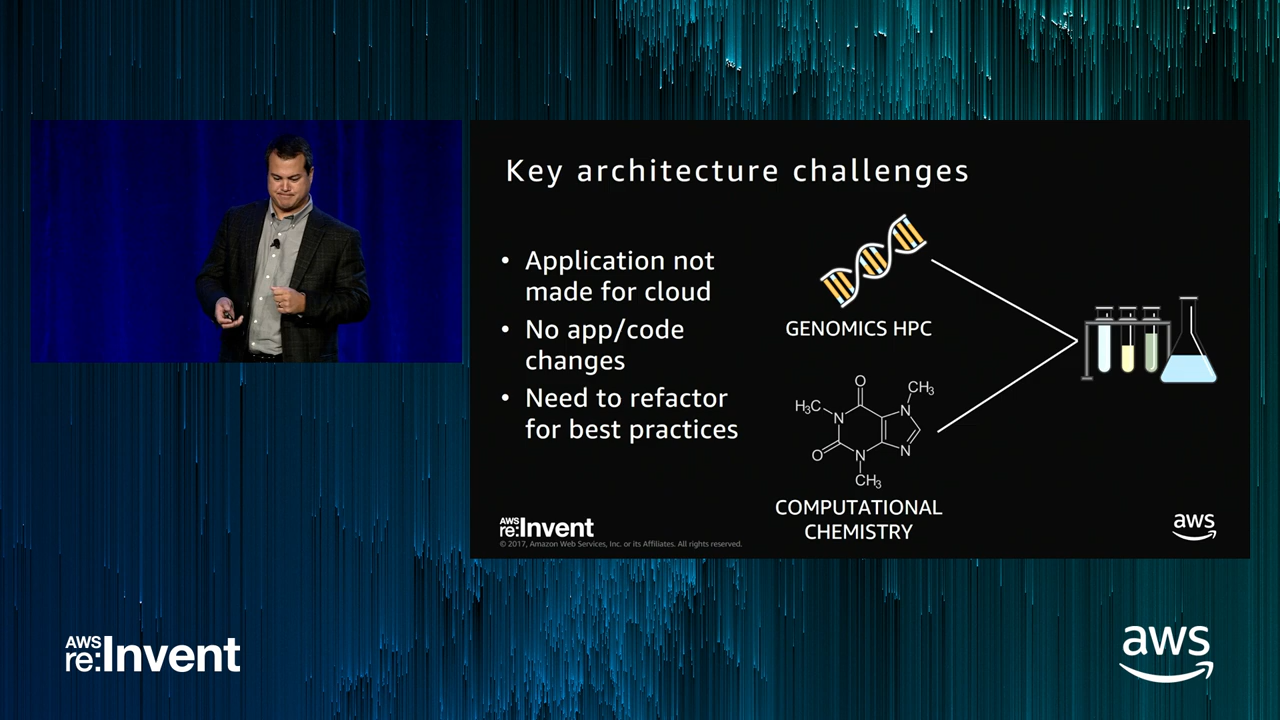 Key architecture challenges
• Application not
made for cloud
• No app/code
changes
• Need to refactor
for best practices
GENOMICS HPC
O
CH₃
H₃C
N
N
O
N
N
CH₃
COMPUTATIONAL
CHEMISTRY
AWS
re:Invent
© 2017, Amazon Web Services, Inc. or its Affiliates. All rights reserved.
aws
AWS
re:Invent
aws